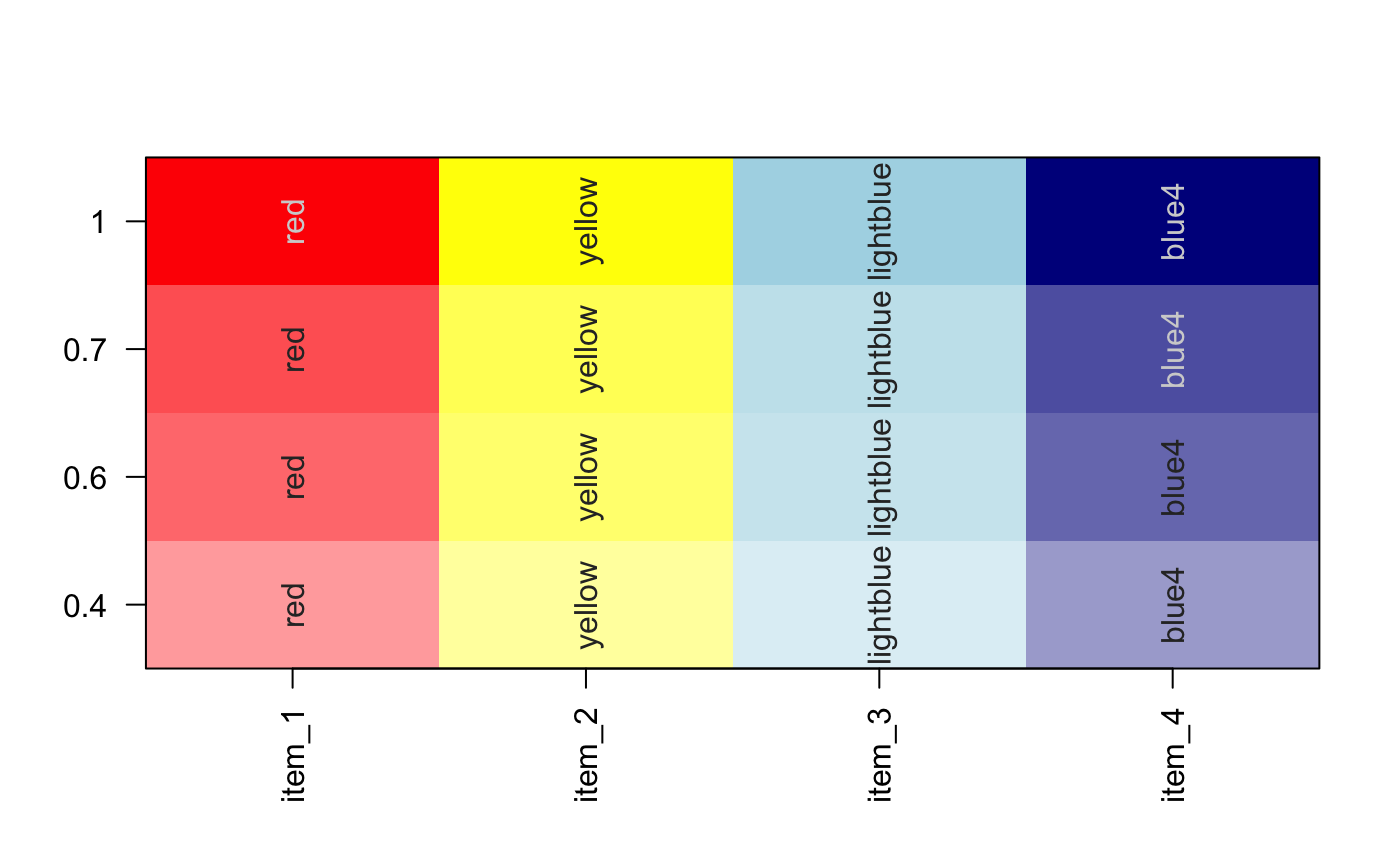 1 red yellow lightblue blue4
0.7 red yellow lightblue blue4
0.6 red yellow lightblue blue4
0.4 red yellow lightblue blue4
item_1 item_2 item_3 item_4